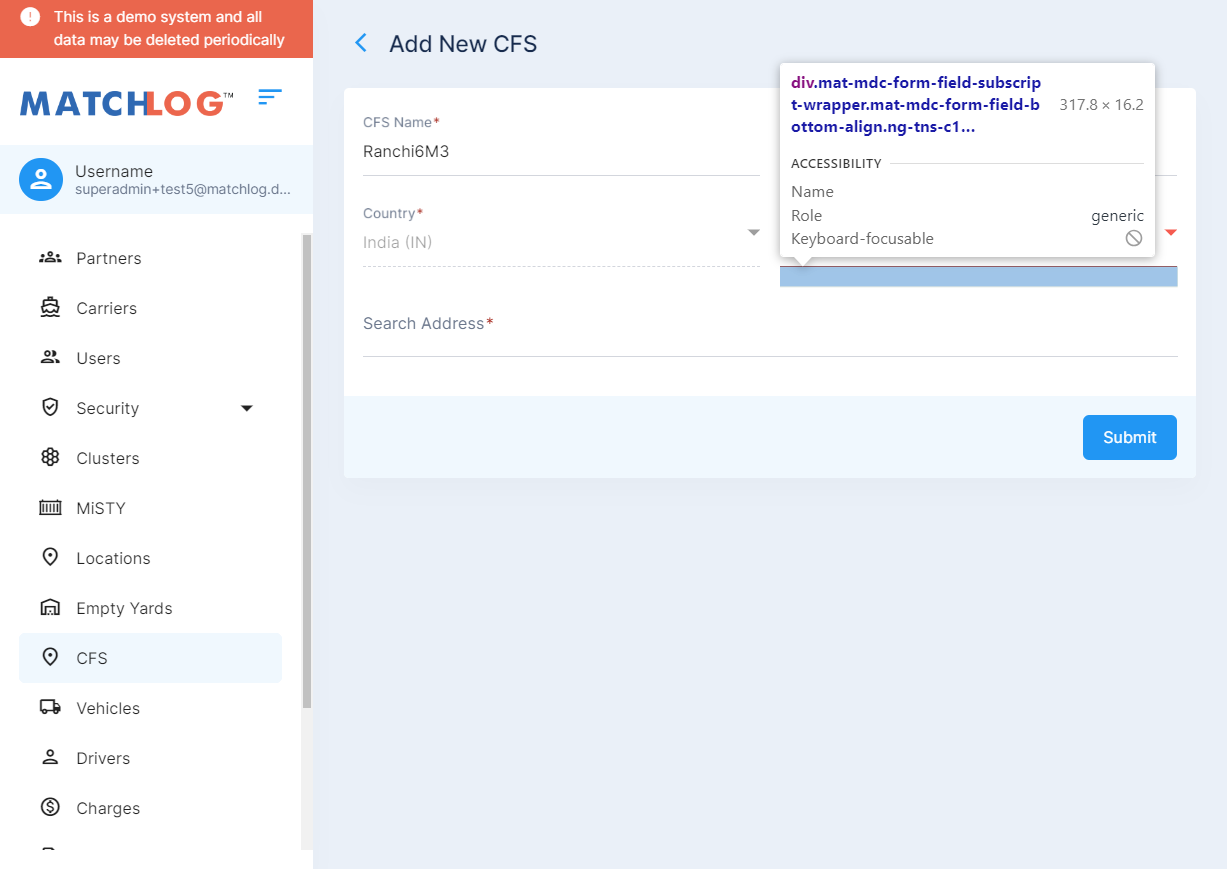 This is a demo system and all
data may be deleted periodically
MATCHLOG™
Username
superadmin+test5@matchlog.d...
Partners
Carriers
Users
Security
Clusters
MiSTY
Locations
Empty Yards
CFS
Vehicles
Drivers
Charges
Add New CFS
CFS Name*
Ranchi6M3
Country*
India (IN)
div.mat-mdc-form-field-subscrip
t-wrapper.mat-mdc-form-field-b
ottom-align.ng-tns-c1...
317.8 × 16.2
ACCESSIBILITY
Name
Role generic
Keyboard-focusable
Search Address*
Submit